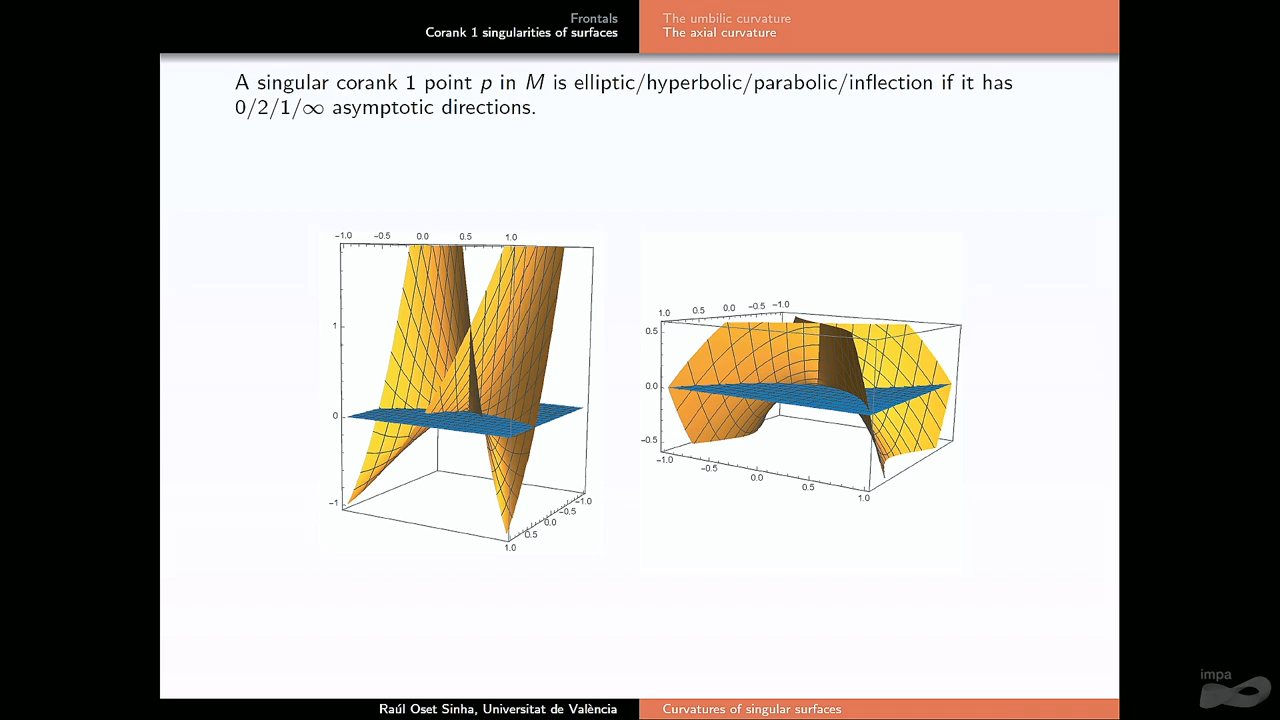 Frontals
Corank 1 singularities of surfaces
The umbilic curvature
The axial curvature
A singular corank 1 point p in M is elliptic/hyperbolic/parabolic/inflection if it has
0/2/1/∞ asymptotic directions.
−1.0 −0.5 0.0 0.5 1.0
1
0
−1
−1.0
−0.5
0.0
0.5
1.0
1.0 0.5 0.0 −0.5 −1.0
0.5
0.0
−0.5
−1.0
−0.5
0.0
0.5
1.0
impa
Raúl Oset Sinha, Universitat de València
Curvatures of singular surfaces